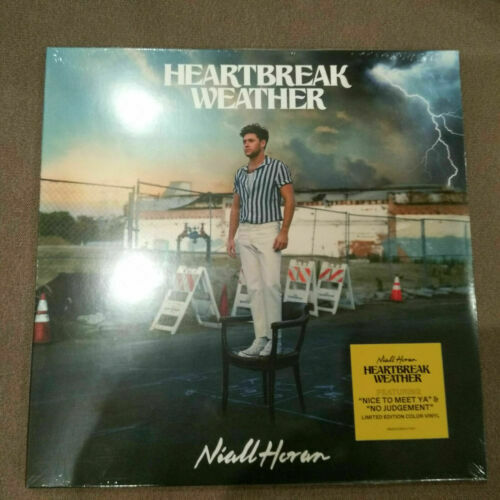 HEARTBREAK
WEATHER
Niall Horan
Niall Horan
HEARTBREAK
WEATHER
FEATURING
"NICE TO MEET YA" &
"NO JUDGEMENT"
LIMITED EDITION COLOR VINYL